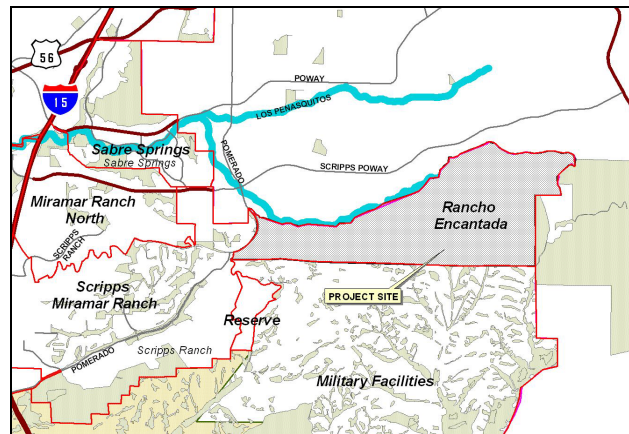 56
15
POWAY
LOS PENASQUITOS
Sabre Springs
Sabre Springs
POMERADO
SCRIPPS POWAY
Miramar Ranch
North
Rancho
Encantada
SCRIPPS
RANCH
Scripps
Miramar Ranch
PROJECT SITE
Reserve
Scripps Ranch
POMERADO
Military Facilities